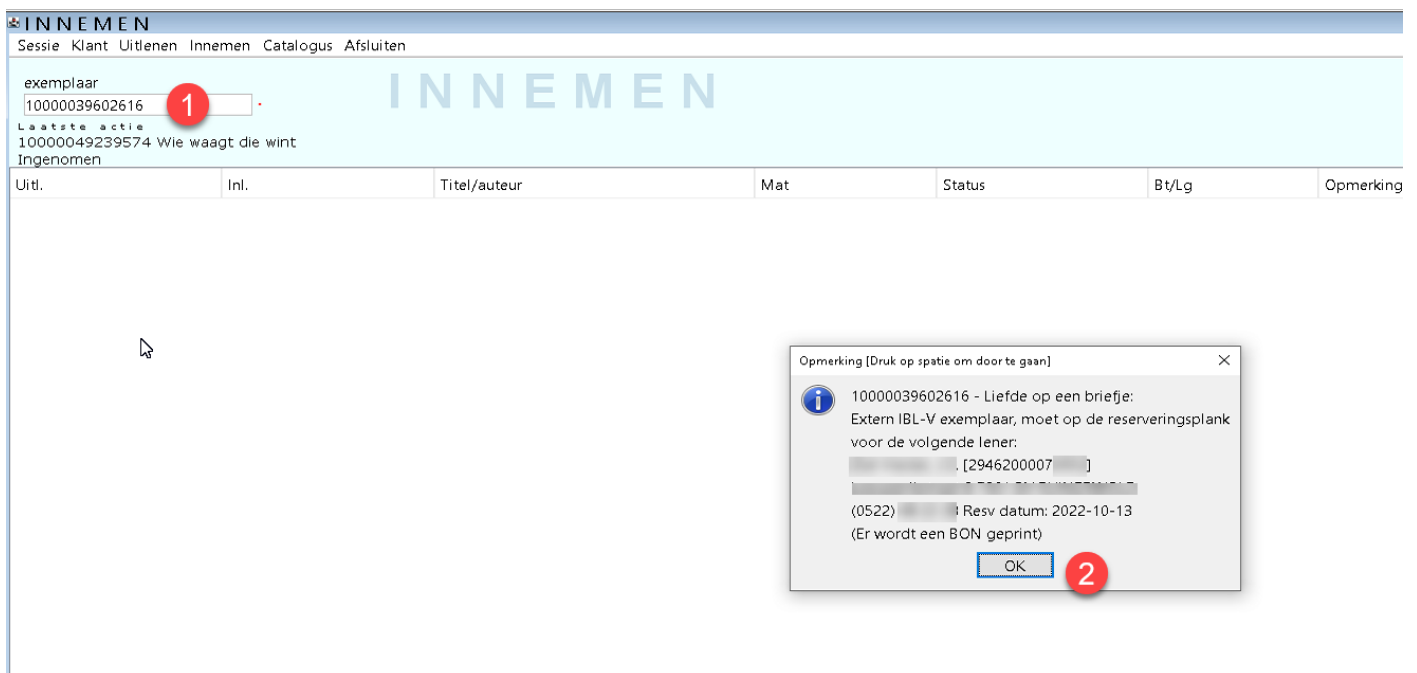 INNEMEN
Sessie Klant Uitlenen Innemen Catalogus Afsluiten
exemplaar
INNEMEN
10000039602616
1
Laatste actie
10000049239574 Wie waagt die wint
Ingenomen
Uitl. Inl. Titel/auteur Mat Status Bt/Lg Opmerking
Opmerking [Druk op spatie om door te gaan]
10000039602616 - Liefde op een briefje:
Extern IBL-V exemplaar, moet op de reserveringsplank
voor de volgende lener:
. [2946200007 ]
(0522) Resv datum: 2022-10-13
(Er wordt een BON geprint)
OK
2